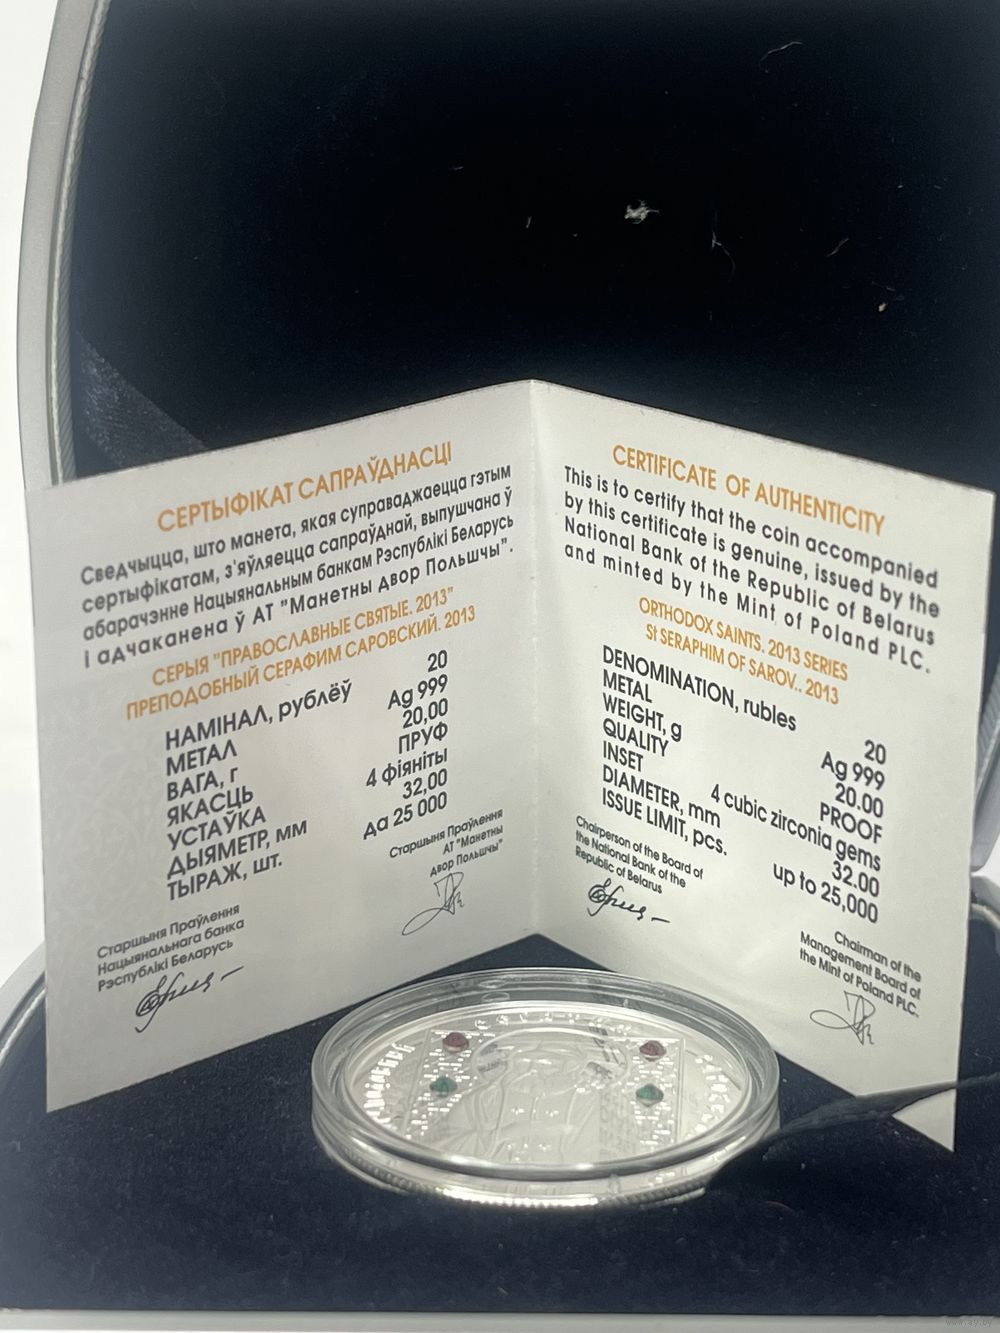 СЕРТЫФІКАТ САПРАЎДНАСЦІ
Сведчыцца, што манета, якая суправаджаецца гэтым
сертыфікатам, з'яўляецца сапраўднай, выпушчана ў
абарачэнне Нацыянальным банкам Рэспублікі Беларусь
і адчаканена ў АТ "Манетны двор Польшчы".
СЕРЫЯ "ПРАВОСЛАВНЫЕ СВЯТЫЕ. 2013"
ПРЕПОДОБНЫЙ СЕРАФИМ САРОВСКИЙ. 2013
НАМІНАЛ, рублёў 20
МЕТАЛ Ag 999
ВАГА, г 20,00
ЯКАСЦЬ ПРУФ
УСТАЎКА 4 фіяніты
ДЫЯМЕТР, мм 32,00
ТЫРАЖ, шт. да 25 000
Старшыня Праўлення
Нацыянальнага банка
Рэспублікі Беларусь
Старшыня Праўлення
АТ "Манетны
двор Польшчы"
CERTIFICATE OF AUTHENTICITY
This is to certify that the coin accompanied
by this certificate is genuine, issued by the
National Bank of the Republic of Belarus
and minted by the Mint of Poland PLC.
ORTHODOX SAINTS. 2013 SERIES
St SERAPHIM OF SAROV.. 2013
DENOMINATION, rubles 20
METAL Ag 999
WEIGHT, g 20.00
QUALITY PROOF
INSET 4 cubic zirconia gems
DIAMETER, mm 32.00
ISSUE LIMIT, pcs. up to 25,000
Chairperson of the Board of
the National Bank of the
Republic of Belarus
Chairman of the
Management Board of
the Mint of Poland PLC.
www.ay.by